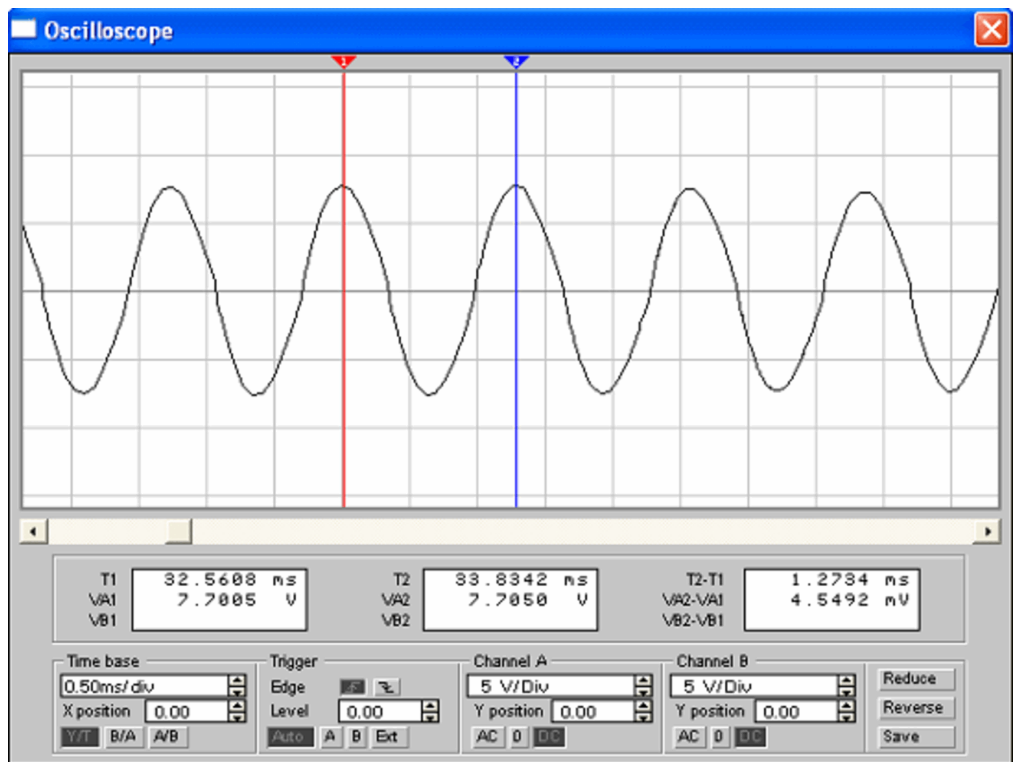 Oscilloscope
1 2
T1 32.5608 ms T2 33.8342 ms T2-T1 1.2734 ms
VA1 7.7005 V VA2 7.7050 V VA2-VA1 4.5492 mV
VB1 VB2 VB2-VB1
Time base Trigger Channel A Channel B
0.50ms/div Edge 5 V/Div 5 V/Div Reduce
X position 0.00 Level 0.00 Y position 0.00 Y position 0.00 Reverse
Y/T B/A A/B Auto A B Ext AC 0 DC AC 0 DC Save